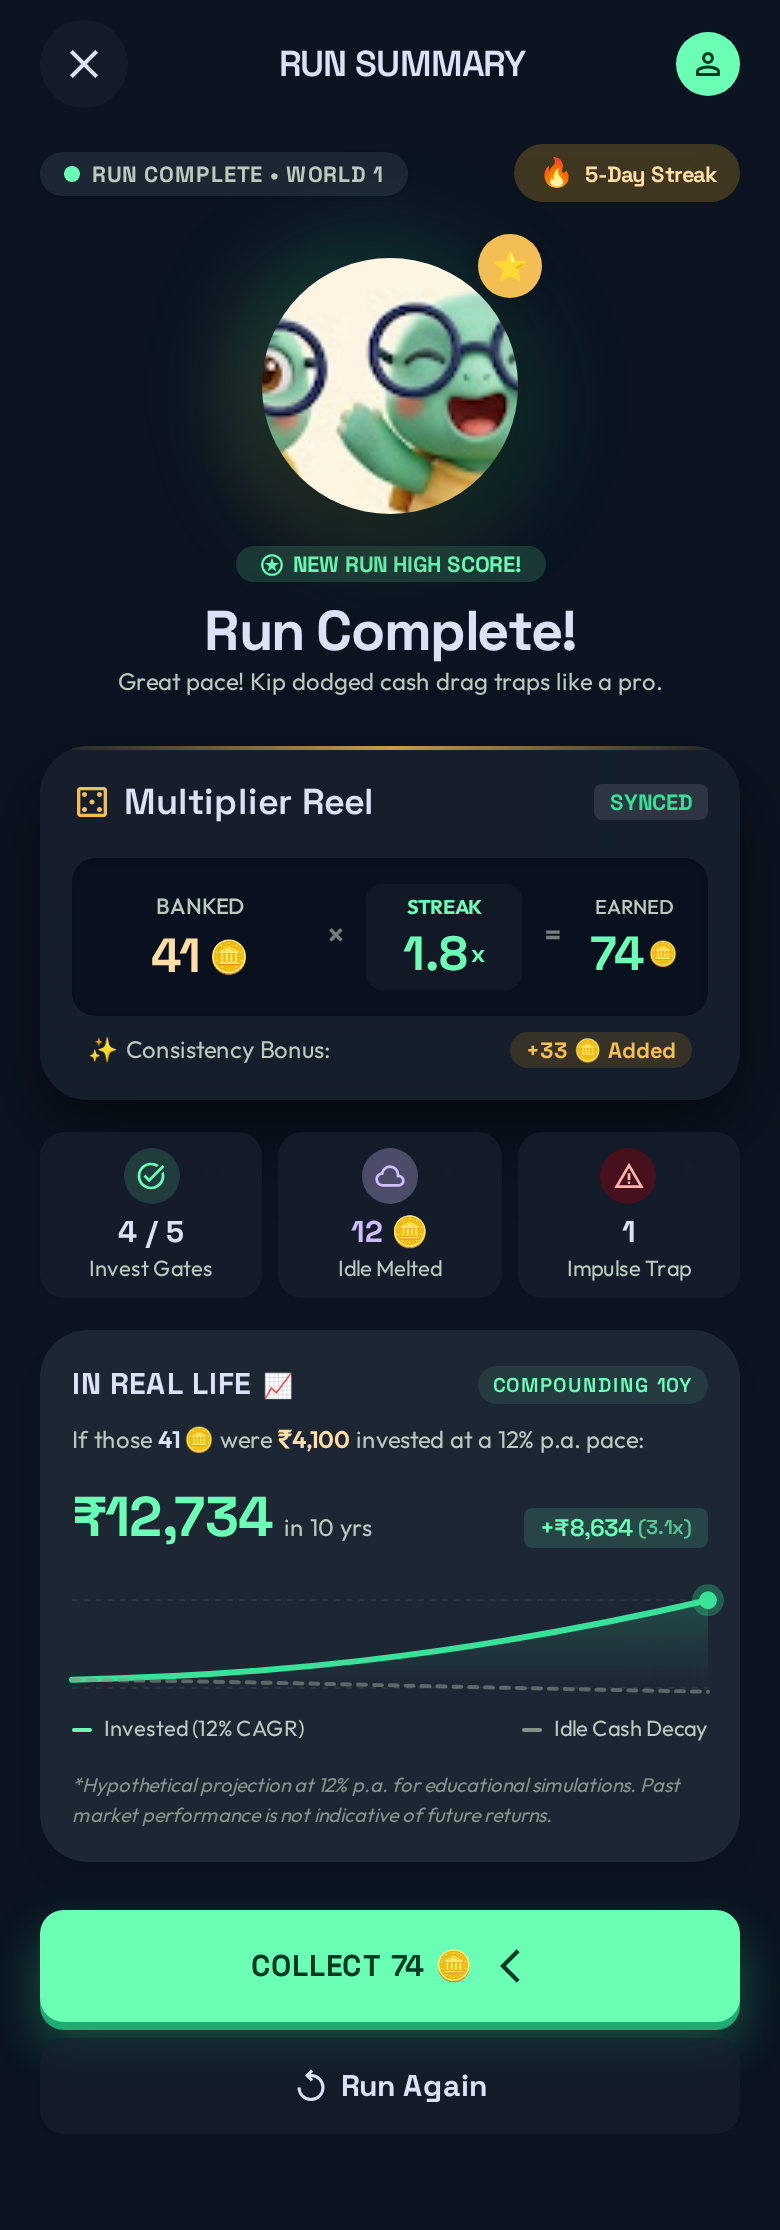 RUN SUMMARY
RUN COMPLETE • WORLD 1
🔥 5-Day Streak
NEW RUN HIGH SCORE!
Run Complete!
Great pace! Kip dodged cash drag traps like a pro.
Multiplier Reel
SYNCED
BANKED
41 🪙
×
STREAK
1.8x
=
EARNED
74 🪙
✨ Consistency Bonus:
+33 🪙 Added
4 / 5
Invest Gates
12 🪙
Idle Melted
1
Impulse Trap
IN REAL LIFE 📈
COMPOUNDING 10Y
If those 41 🪙 were ₹4,100 invested at a 12% p.a. pace:
₹12,734 in 10 yrs
+₹8,634 (3.1x)
Invested (12% CAGR)
Idle Cash Decay
*Hypothetical projection at 12% p.a. for educational simulations. Past
market performance is not indicative of future returns.
COLLECT 74 🪙
Run Again